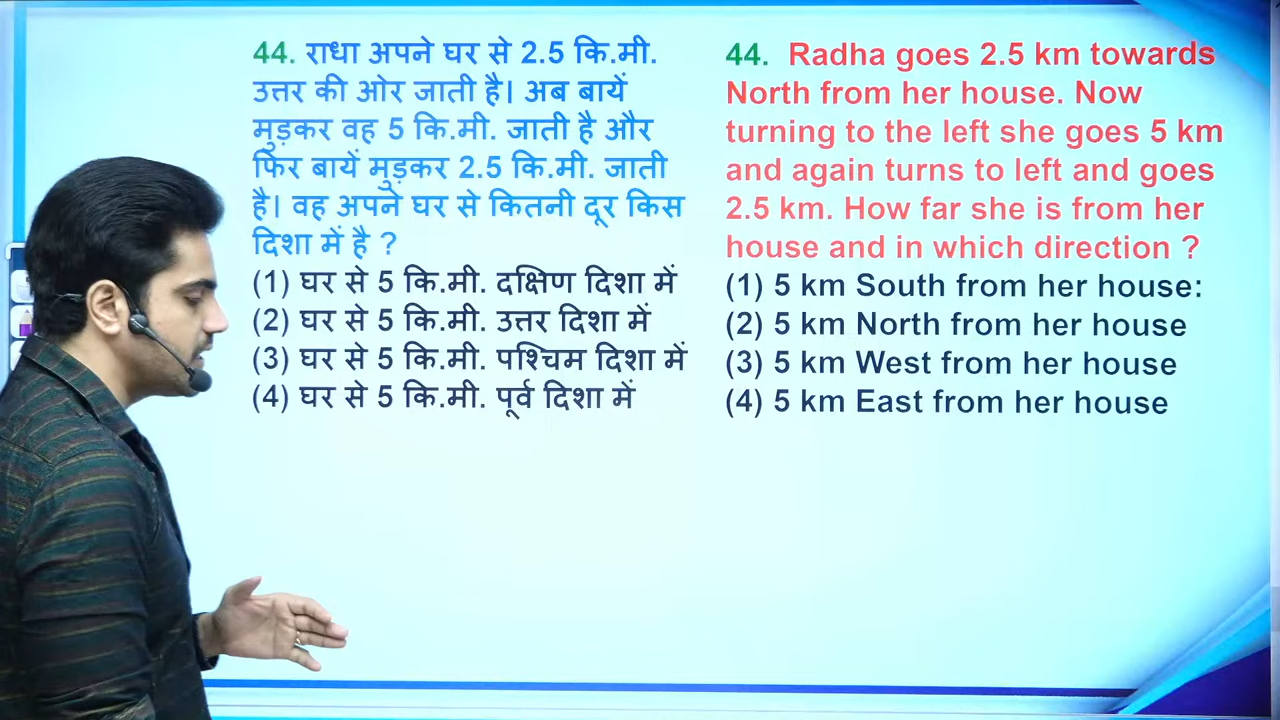 44. राधा अपने घर से 2.5 कि.मी.
उत्तर की ओर जाती है। अब बायें
मुड़कर वह 5 कि.मी. जाती है और
फिर बायें मुड़कर 2.5 कि.मी. जाती
है। वह अपने घर से कितनी दूर किस
दिशा में है ?
(1) घर से 5 कि.मी. दक्षिण दिशा में
(2) घर से 5 कि.मी. उत्तर दिशा में
(3) घर से 5 कि.मी. पश्चिम दिशा में
(4) घर से 5 कि.मी. पूर्व दिशा में
44. Radha goes 2.5 km towards
North from her house. Now
turning to the left she goes 5 km
and again turns to left and goes
2.5 km. How far she is from her
house and in which direction ?
(1) 5 km South from her house:
(2) 5 km North from her house
(3) 5 km West from her house
(4) 5 km East from her house